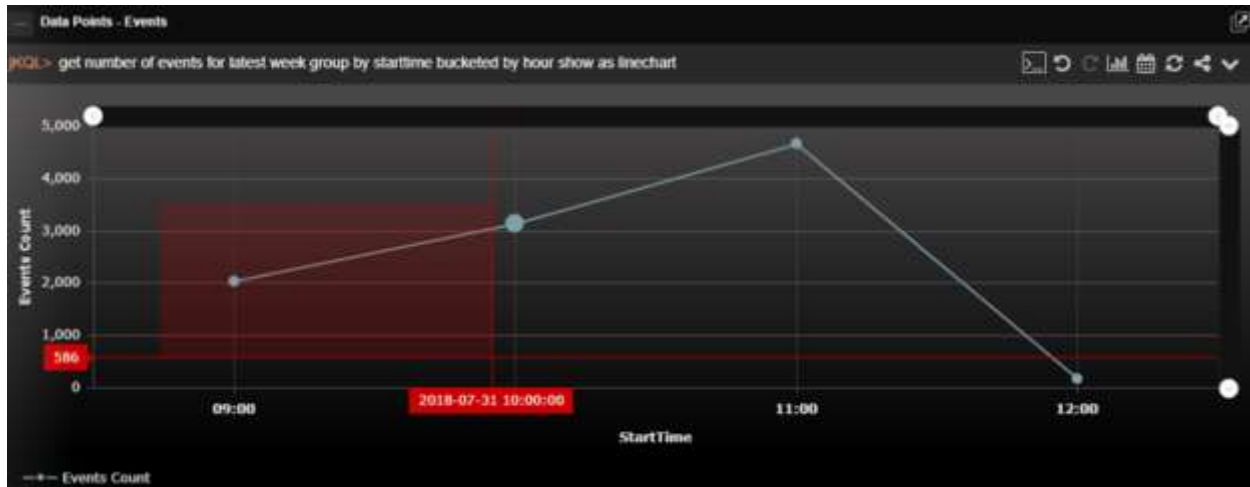 Data Points - Events
jKQL> get number of events for latest week group by starttime bucketed by hour show as linechart
5,000
4,000
3,000
2,000
1,000
586
0
Events Count
09:00
2018-07-31 10:00:00
11:00
12:00
StartTime
Events Count